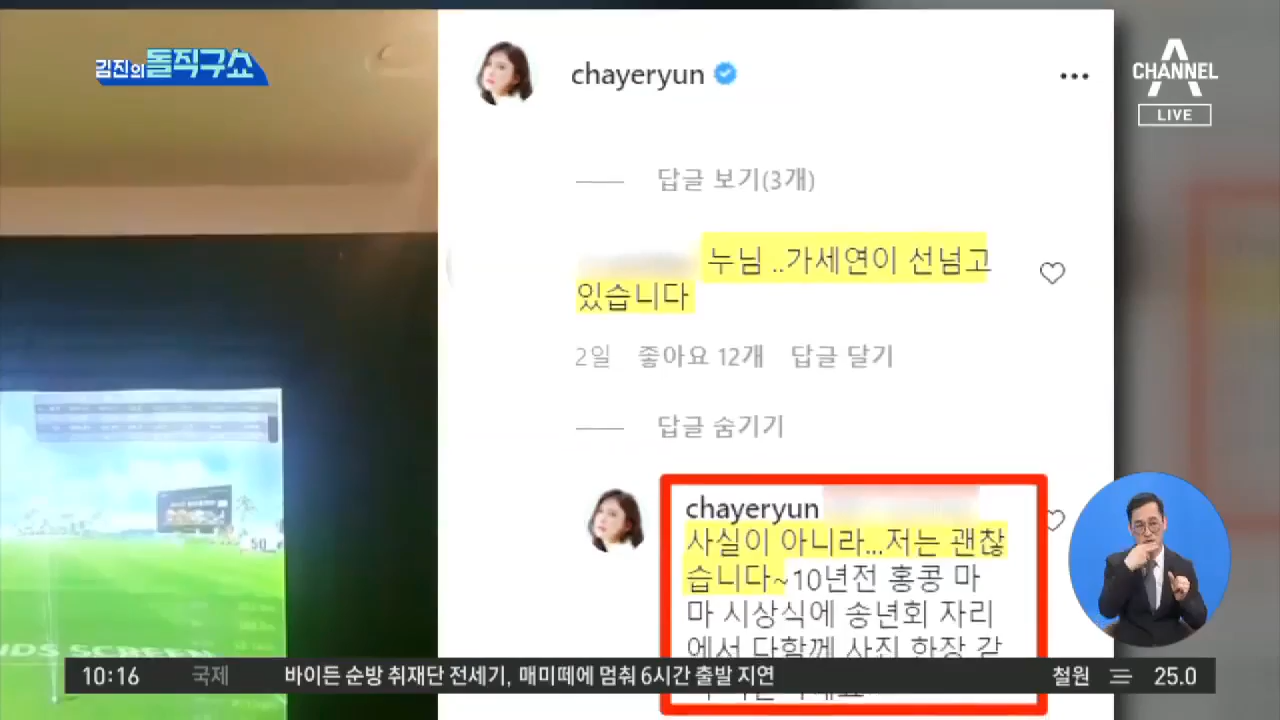 김진의 돌직구쇼
CHANNEL A
LIVE
chayeryun
답글 보기(3개)
누님 ..가세연이 선넘고
있습니다
2일 좋아요 12개 답글 달기
답글 숨기기
chayeryun
사실이 아니라...저는 괜찮
습니다~10년전 홍콩 마
마 시상식에 송년회 자리
에서 다함께 사진 화장 같
50
NDS SCREEN
10:16 국제 바이든 순방 취재단 전세기, 매미떼에 멈춰 6시간 출발 지연 철원 25.0